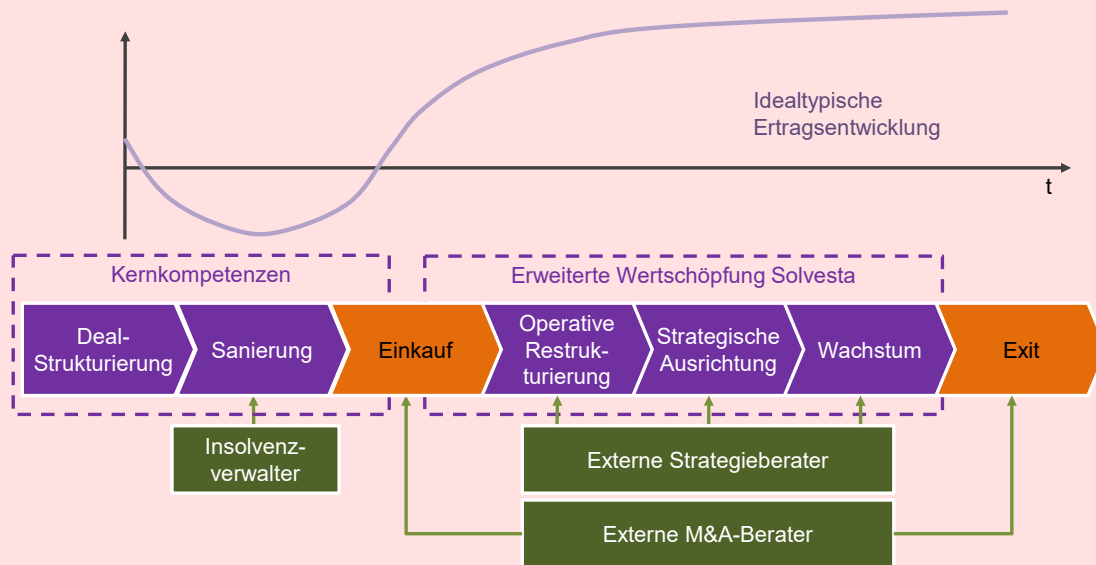 Idealtypische
Ertragsentwicklung
t
Kernkompetenzen
Erweiterte Wertschöpfung Solvesta
Deal-
Strukturierung
Sanierung
Einkauf
Operative
Restruk-
turierung
Strategische
Ausrichtung
Wachstum
Exit
Insolvenz-
verwalter
Externe Strategieberater
Externe M&A-Berater